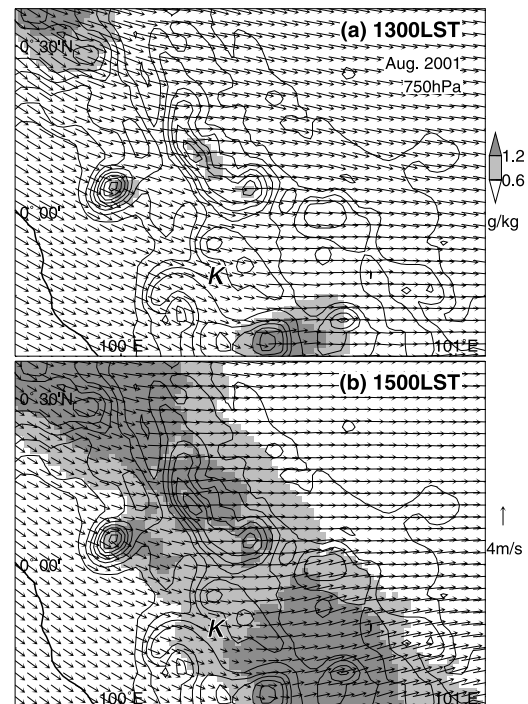 (a) 1300LST
0° 30'N
Aug. 2001
750hPa
1.2
0.6
0° 00'
g/kg
K
100°E
101°E
(b) 1500LST
0° 30'N
4m/s
0° 00'
K
100°E
101°E